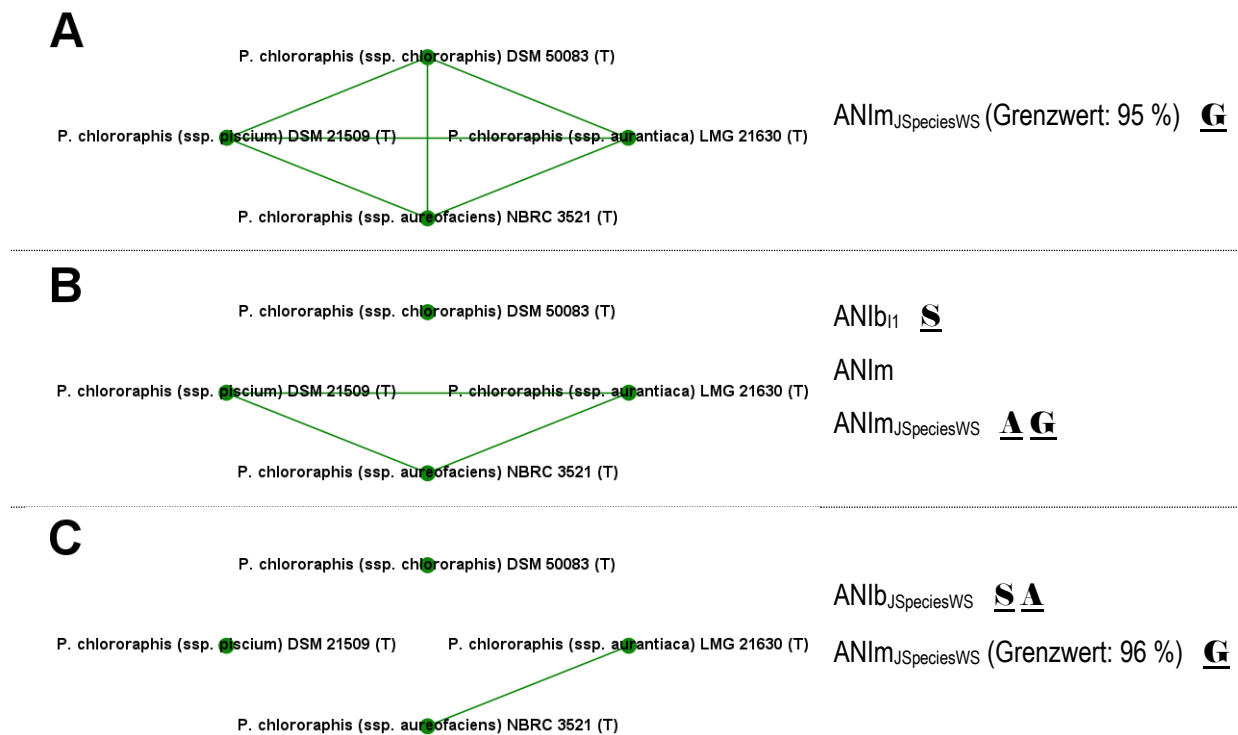 A
P. chlororaphis (ssp. chlororaphis) DSM 50083 (T)
P. chlororaphis (ssp. piscium) DSM 21509 (T)
P. chlororaphis (ssp. aurantiaca) LMG 21630 (T)
P. chlororaphis (ssp. aureofaciens) NBRC 3521 (T)
ANImJSpeciesWS (Grenzwert: 95 %) G
B
P. chlororaphis (ssp. chlororaphis) DSM 50083 (T)
P. chlororaphis (ssp. piscium) DSM 21509 (T)
P. chlororaphis (ssp. aurantiaca) LMG 21630 (T)
P. chlororaphis (ssp. aureofaciens) NBRC 3521 (T)
ANIbl1 S
ANIm
ANImJSpeciesWS A G
C
P. chlororaphis (ssp. chlororaphis) DSM 50083 (T)
P. chlororaphis (ssp. piscium) DSM 21509 (T)
P. chlororaphis (ssp. aurantiaca) LMG 21630 (T)
P. chlororaphis (ssp. aureofaciens) NBRC 3521 (T)
ANIbJSpeciesWS S A
ANImJSpeciesWS (Grenzwert: 96 %) G